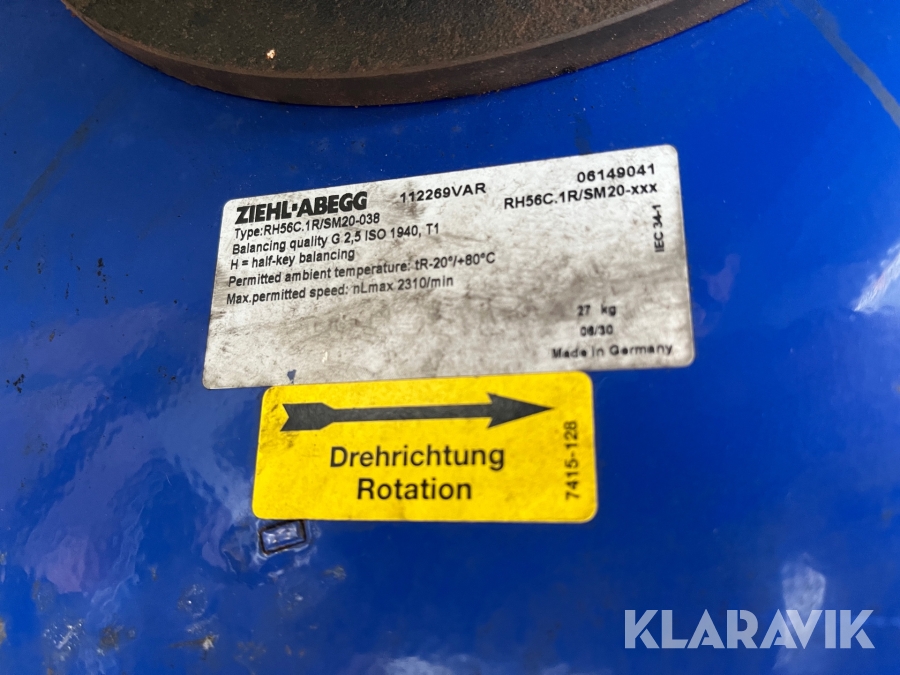 ZIEHL-ABEGG 112269VAR 06149041
Type:RH56C.1R/SM20-038 RH56C.1R/SM20-xxx
Balancing quality G 2,5 ISO 1940, T1
H = half-key balancing
Permitted ambient temperature: tR-20°/+80°C
Max.permitted speed: nLmax 2310/min
IEC 34-1
27 kg
06/30
Made in Germany
Drehrichtung
Rotation
7415-128
KLARAVIK